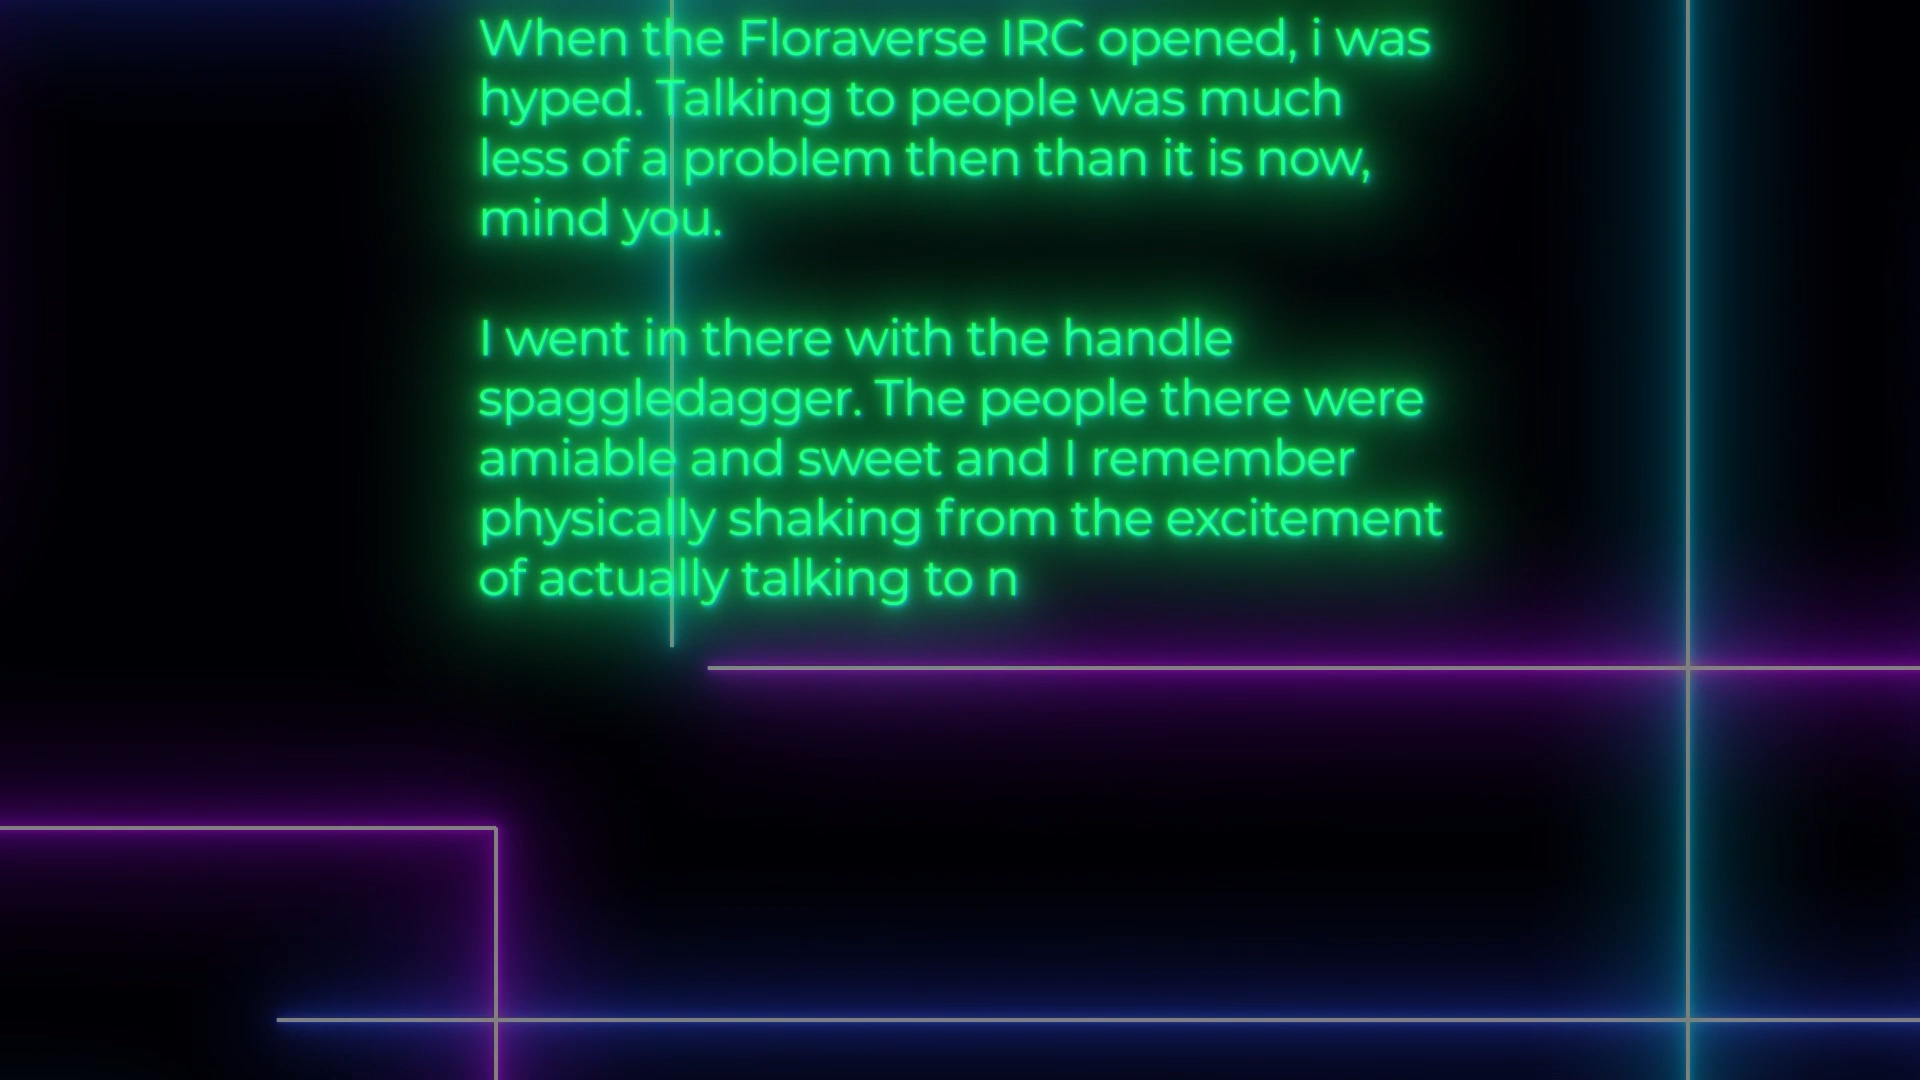 When the Floraverse IRC opened, i was
hyped. Talking to people was much
less of a problem then than it is now,
mind you.
I went in there with the handle
spaggledagger. The people there were
amiable and sweet and I remember
physically shaking from the excitement
of actually talking to n